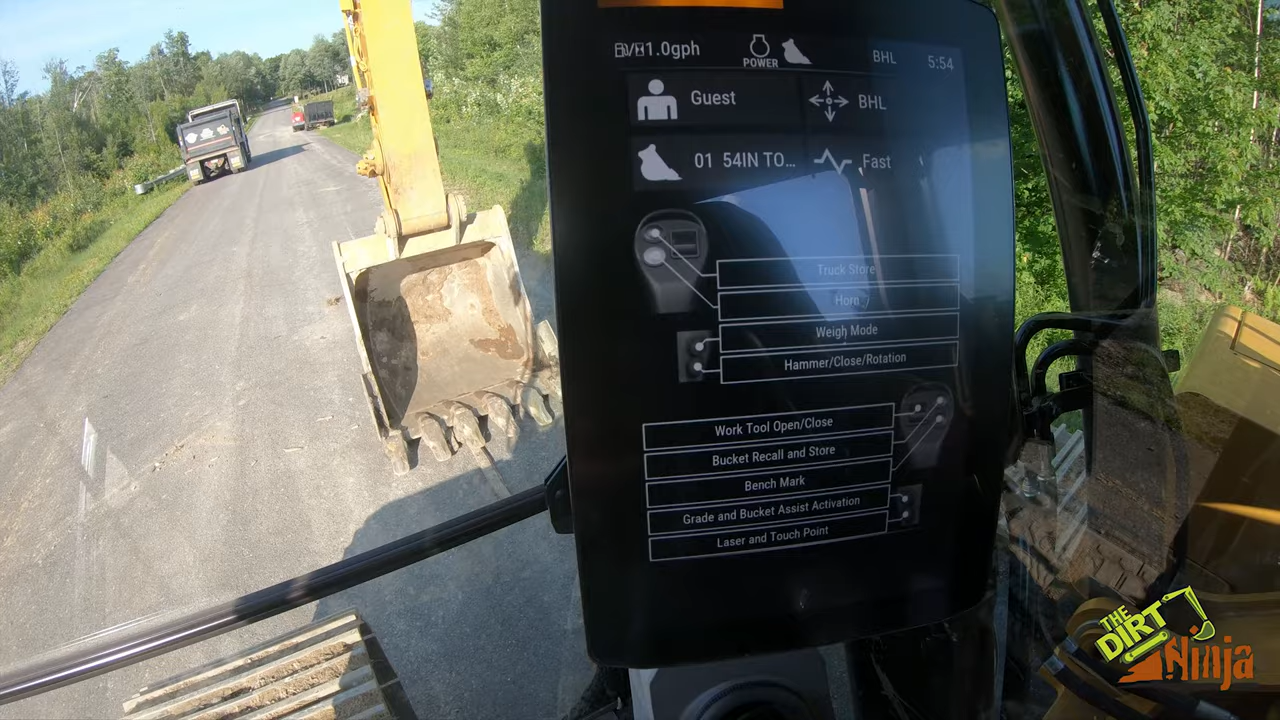 1.0gph
POWER
BHL
5:54
Guest
BHL
01 54IN TO...
Fast
Truck Store
Horn
Weigh Mode
Hammer/Close/Rotation
Work Tool Open/Close
Bucket Recall and Store
Bench Mark
Grade and Bucket Assist Activation
Laser and Touch Point
THE
DIRT
Ninja